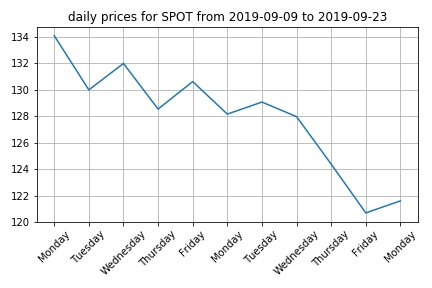 daily prices for SPOT from 2019-09-09 to 2019-09-23
134
132
130
128
126
124
122
120
Monday
Tuesday
Wednesday
Thursday
Friday
Monday
Tuesday
Wednesday
Thursday
Friday
Monday